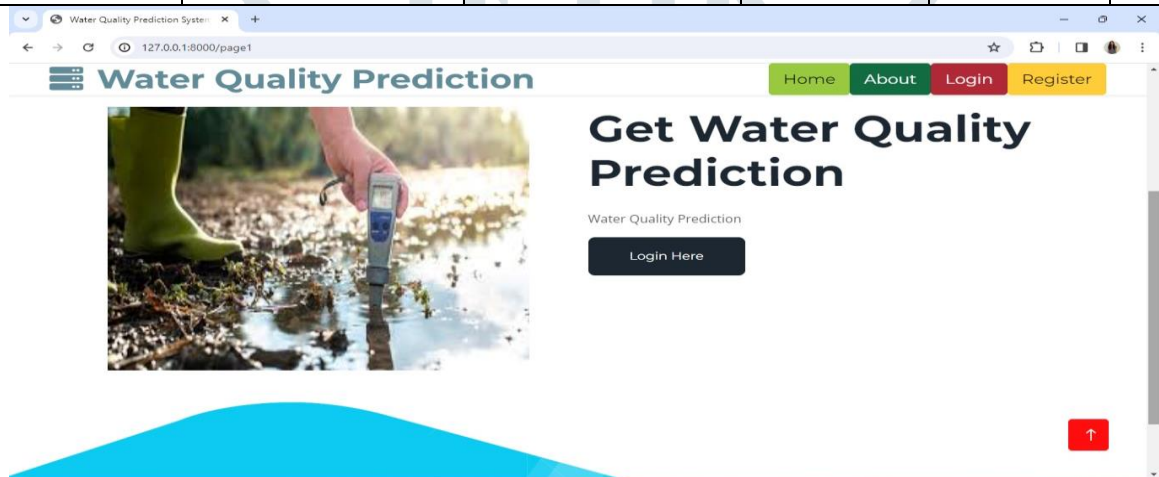 Water Quality Prediction System
127.0.0.1:8000/page1
Water Quality Prediction
Home About Login Register
Get Water Quality
Prediction
Water Quality Prediction
Login Here